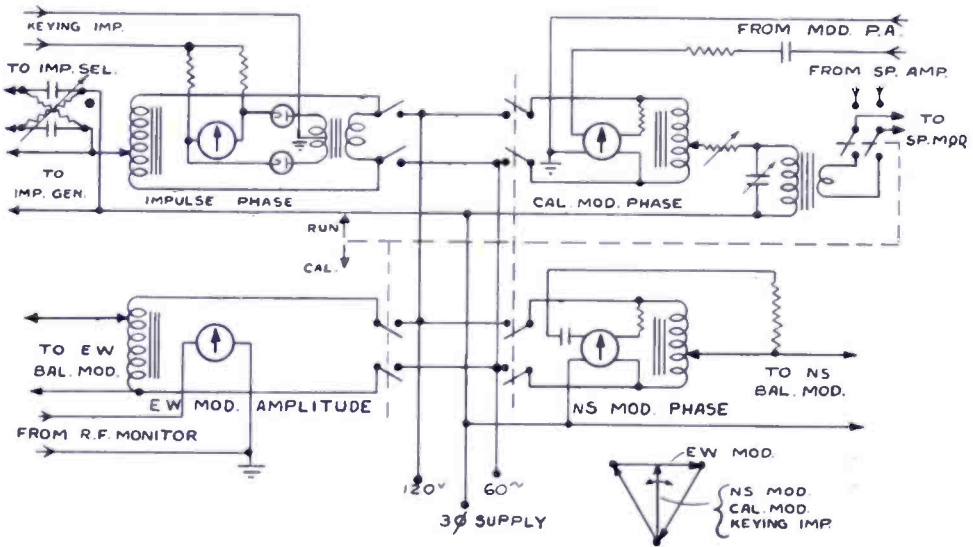 KEYING IMP.
FROM MOD. P.A.
TO IMP. SEL.
FROM SP. AMP.
TO
SP. MOD
TO
IMP. GEN.
IMPULSE PHASE
CAL. MOD. PHASE
RUN
CAL.
TO EW
BAL. MOD.
EW MOD. AMPLITUDE
TO NS
BAL. MOD.
NS MOD. PHASE
FROM R.F. MONITOR
EW MOD.
120~
60~
3Ø SUPPLY
NS MOD.
CAL. MOD.
KEYING IMP.